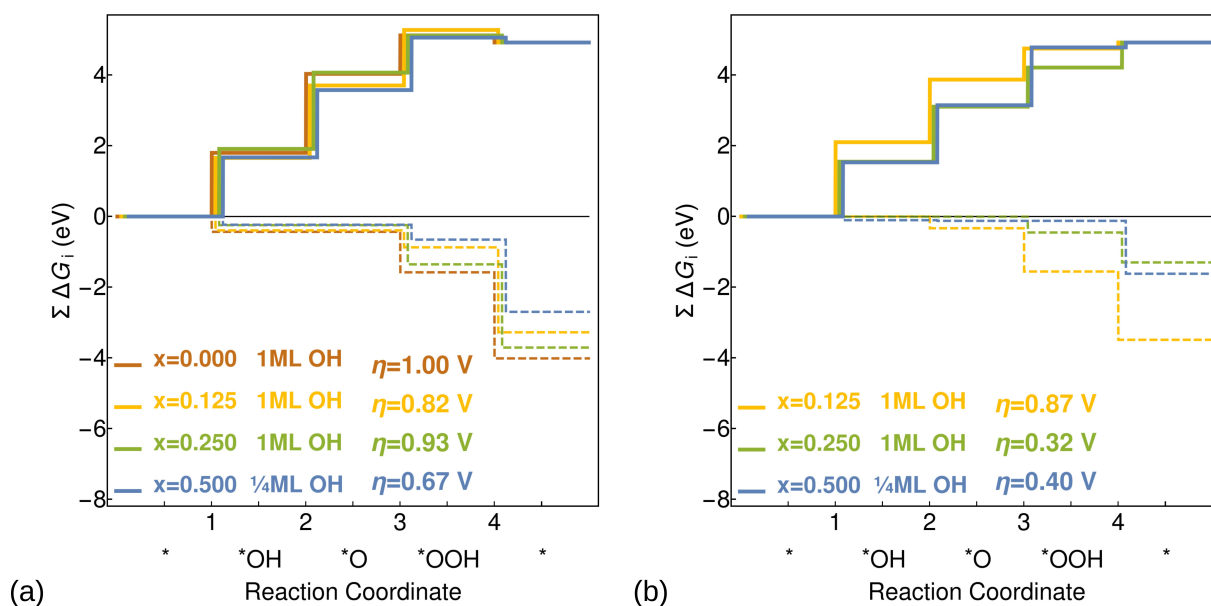 4
2
0
−2
−4
−6
−8
Σ ΔGi (eV)
x=0.000 1ML OH η=1.00 V
x=0.125 1ML OH η=0.82 V
x=0.250 1ML OH η=0.93 V
x=0.500 ¼ML OH η=0.67 V
1 2 3 4
* *OH *O *OOH *
Reaction Coordinate
(a)
4
2
0
−2
−4
−6
−8
Σ ΔGi (eV)
x=0.125 1ML OH η=0.87 V
x=0.250 1ML OH η=0.32 V
x=0.500 ¼ML OH η=0.40 V
1 2 3 4
* *OH *O *OOH *
Reaction Coordinate
(b)